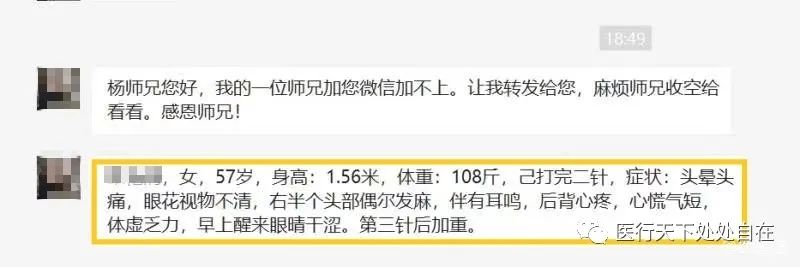 18:49
杨师兄您好，我的一位师兄加您微信加不上。让我转发给您，麻烦师兄收空给
看看。感恩师兄！
，女，57岁，身高：1.56米，体重：108斤，己打完二针，症状：头晕头
痛，眼花视物不清，右半个头部偶尔发麻，伴有耳鸣，后背心疼，心慌气短，
体虚乏力，早上醒来眼睛干涩。第三针后加重。
医行天下处处自在